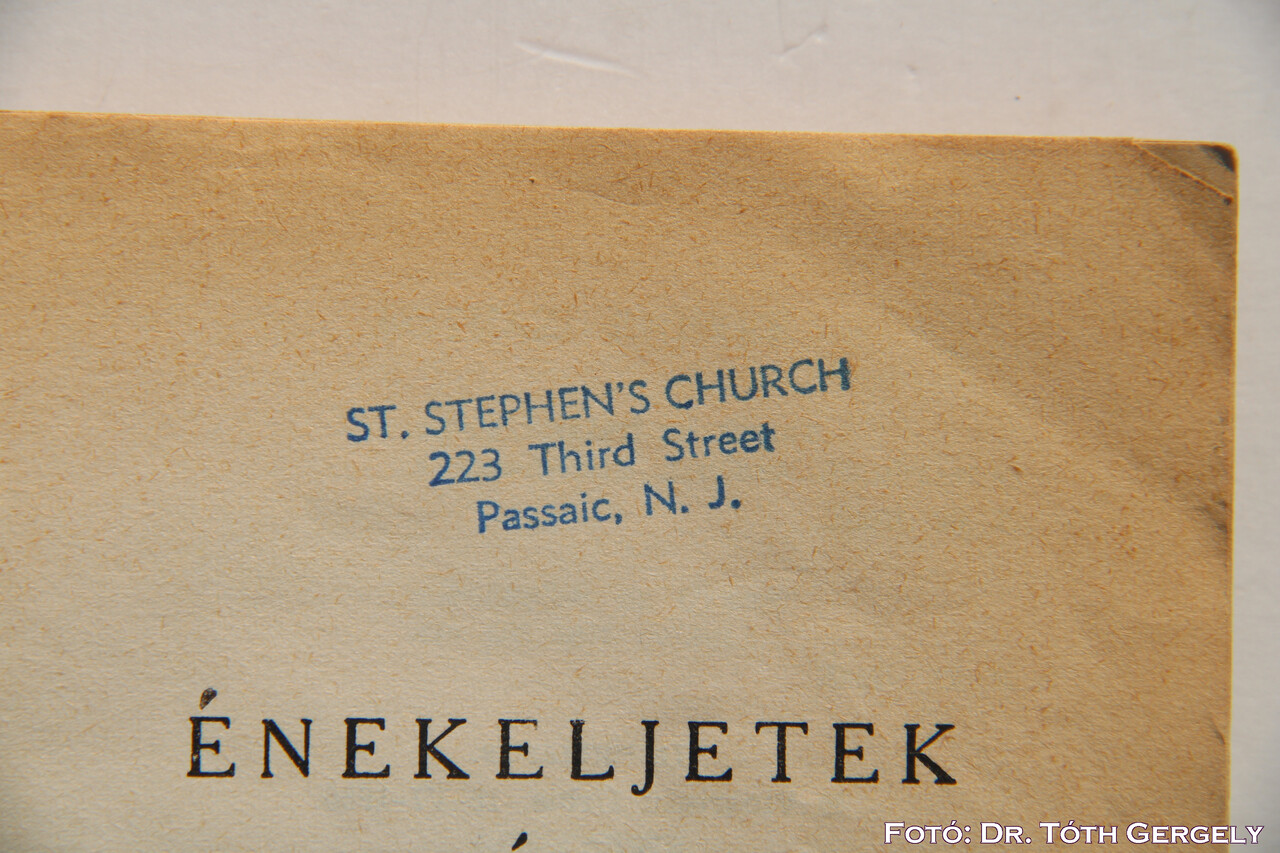 ST. STEPHEN'S CHURCH
223 Third Street
Passaic, N. J.
ÉNEKELJETEK
FOTÓ: DR. TÓTH GERGELY